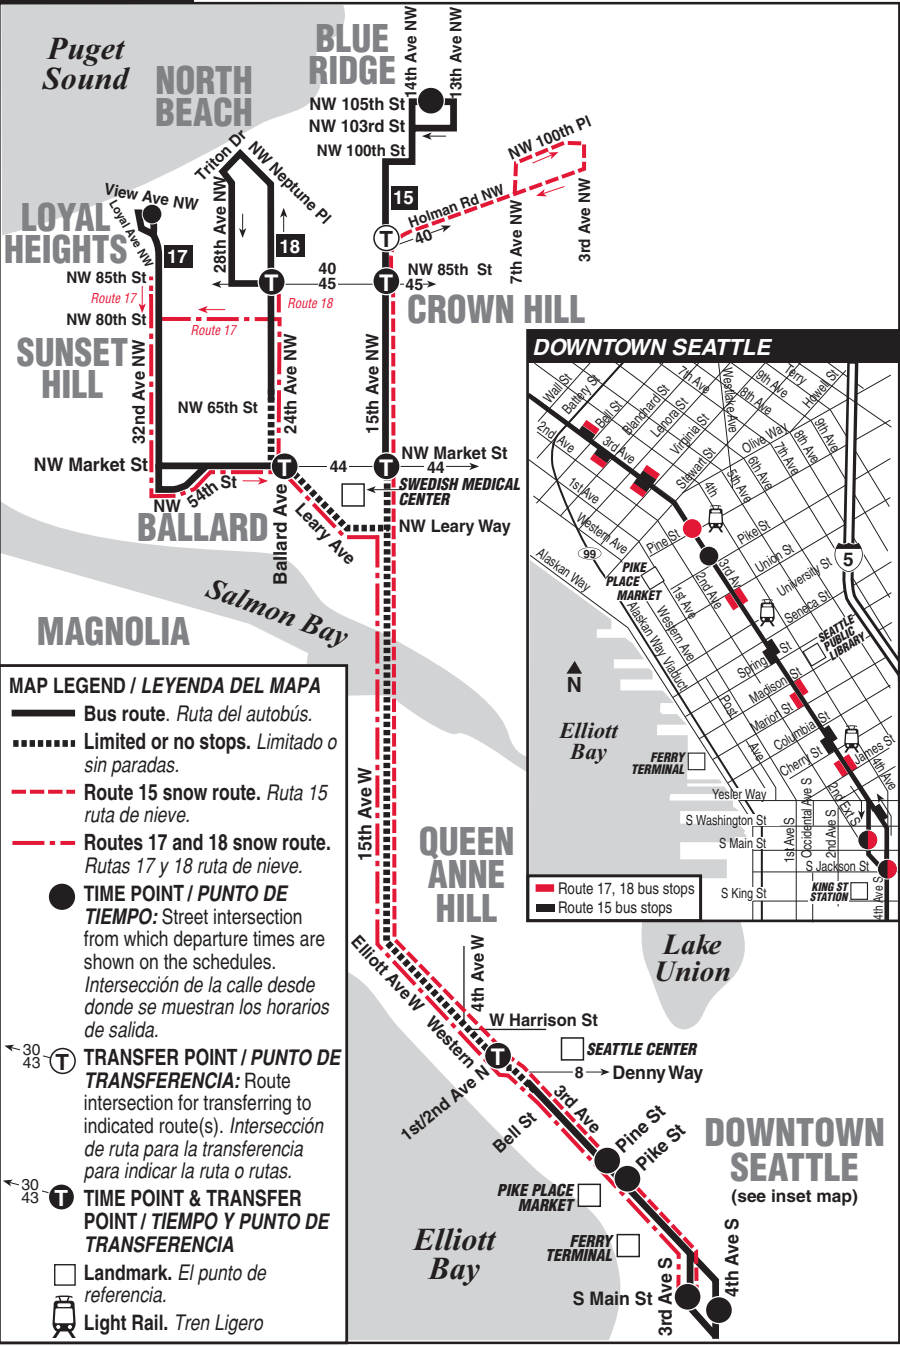 Puget
Sound
BLUE
RIDGE
14th Ave NW
13th Ave NW
NORTH
BEACH
NW 105th St
NW 103rd St
NW 100th St
NW 100th Pl
Triton Dr
NW Neptune Pl
15
Holman Rd NW
40
7th Ave NW
3rd Ave NW
View Ave NW
Loyal Ave NW
LOYAL
HEIGHTS
17
28th Ave NW
18
T
NW 85th St
Route 17
T
40
45
T
45
NW 85th St
Route 18
CROWN HILL
NW 80th St
Route 17
SUNSET
HILL
32nd Ave NW
24th Ave NW
15th Ave NW
NW 65th St
NW Market St
T
44
T
44
NW Market St
SWEDISH MEDICAL
CENTER
NW 54th St
BALLARD
Ballard Ave
Leary Ave
NW Leary Way
Salmon Bay
MAGNOLIA
DOWNTOWN SEATTLE
Wall St
Battery S
Bell St
Blanchard St
Lenora St
Virginia St
Stewart St
7th Ave
Westlake Ave
8th Ave
9th Ave
Terry
Howell St
2nd Ave
3rd Ave
1st Ave
Western Ave
Alaskan Way
99
Olive Way
4th
5th Ave
6th Ave
7th Ave
8th Ave
9th Ave
Pine St
Pike St
Union St
University St
Seneca St
5
PIKE
PLACE
MARKET
3rd Ave
2nd Ave
1st Ave
Western Ave
Alaskan Way Viaduct
Post
Ave
SEATTLE
PUBLIC
LIBRARY
Spring St
Madison St
Marion St
Columbia St
Cherry St
James St
N
Elliott
Bay
FERRY
TERMINAL
4th Ave
2nd Ext S
Yesler Way
S Washington St
S Main St
S Jackson St
S King St
1st Ave S
Occidental Ave S
2nd Ave S
4th Ave S
KING ST
STATION
Route 17, 18 bus stops
Route 15 bus stops
MAP LEGEND / LEYENDA DEL MAPA
Bus route. Ruta del autobús.
Limited or no stops. Limitado o
sin paradas.
Route 15 snow route. Ruta 15
ruta de nieve.
Routes 17 and 18 snow route.
Rutas 17 y 18 ruta de nieve.
TIME POINT / PUNTO DE
TIEMPO: Street intersection
from which departure times are
shown on the schedules.
Intersección de la calle desde
donde se muestran los horarios
de salida.
30
43
T
TRANSFER POINT / PUNTO DE
TRANSFERENCIA: Route
intersection for transferring to
indicated route(s). Intersección
de ruta para la transferencia
para indicar la ruta o rutas.
30
43
T
TIME POINT & TRANSFER
POINT / TIEMPO Y PUNTO DE
TRANSFERENCIA
Landmark. El punto de
referencia.
Light Rail. Tren Ligero
15th Ave W
QUEEN
ANNE
HILL
Lake
Union
Elliott Ave W
4th Ave W
Western
W Harrison St
T
SEATTLE CENTER
8
Denny Way
1st/2nd Ave N
3rd Ave
Bell St
Pine St
Pike St
DOWNTOWN
SEATTLE
(see inset map)
PIKE PLACE
MARKET
FERRY
TERMINAL
Elliott
Bay
S Main St
3rd Ave S
4th Ave S